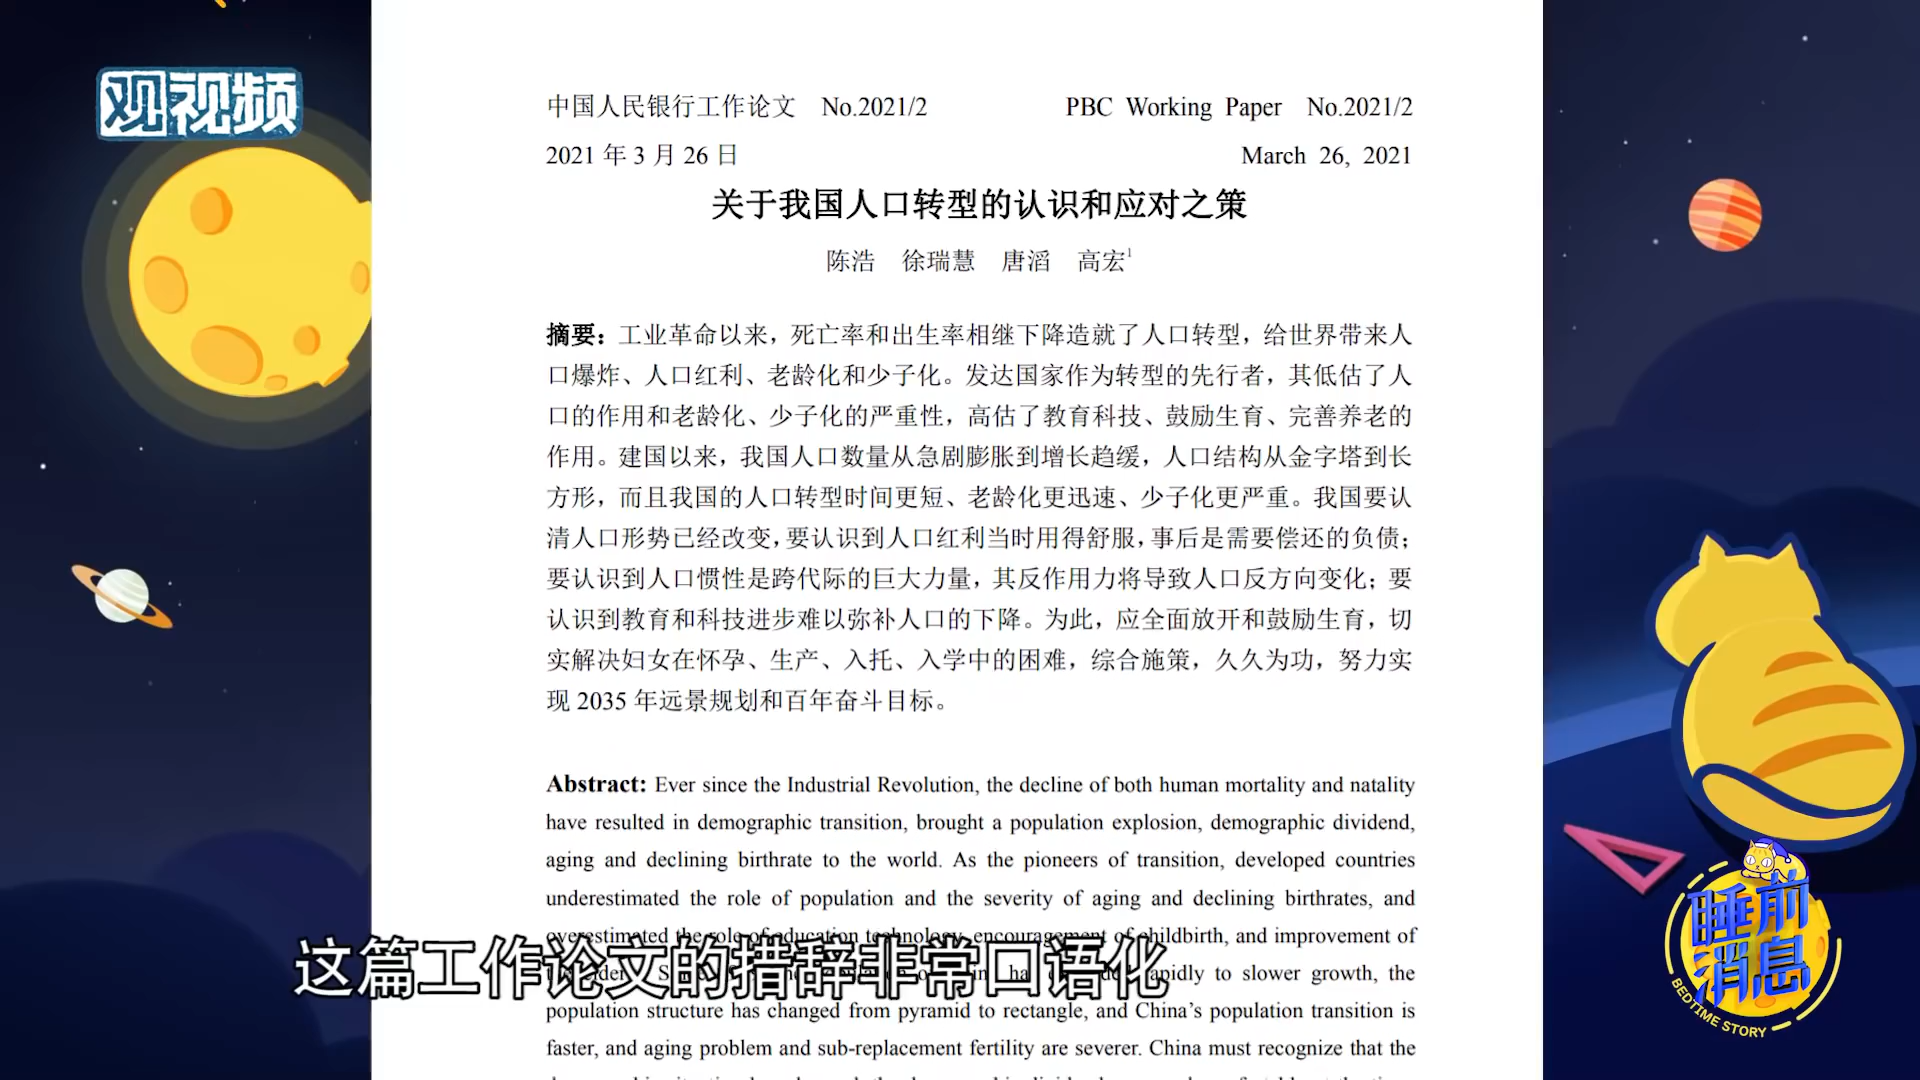 观视频
中国人民银行工作论文 No.2021/2 PBC Working Paper No.2021/2
2021 年 3 月 26 日 March 26, 2021
关于我国人口转型的认识和应对之策
陈浩 徐瑞慧 唐滔 高宏1
摘要：工业革命以来，死亡率和出生率相继下降造就了人口转型，给世界带来人
口爆炸、人口红利、老龄化和少子化。发达国家作为转型的先行者，其低估了人
口的作用和老龄化、少子化的严重性，高估了教育科技、鼓励生育、完善养老的
作用。建国以来，我国人口数量从急剧膨胀到增长趋缓，人口结构从金字塔到长
方形，而且我国的人口转型时间更短、老龄化更迅速、少子化更严重。我国要认
清人口形势已经改变，要认识到人口红利当时用得舒服，事后是需要偿还的负债；
要认识到人口惯性是跨代际的巨大力量，其反作用力将导致人口反方向变化；要
认识到教育和科技进步难以弥补人口的下降。为此，应全面放开和鼓励生育，切
实解决妇女在怀孕、生产、入托、入学中的困难，综合施策，久久为功，努力实
现 2035 年远景规划和百年奋斗目标。
Abstract: Ever since the Industrial Revolution, the decline of both human mortality and natality
have resulted in demographic transition, brought a population explosion, demographic dividend,
aging and declining birthrate to the world. As the pioneers of transition, developed countries
underestimated the role of population and the severity of aging and declining birthrates, and
overestimated the role of education technology, encouragement of childbirth, and improvement of
rapidly to slower growth, the
population structure has changed from pyramid to rectangle, and China's population transition is
faster, and aging problem and sub-replacement fertility are severer. China must recognize that the
这篇工作论文的措辞非常口语化
睡前
消息
BEDTIME STORY